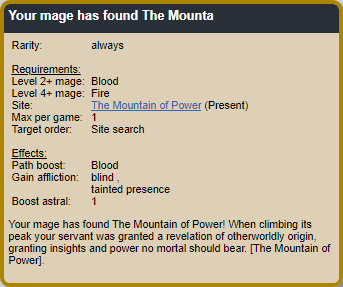 Your mage has found The Mounta
Rarity: always
Requirements:
Level 2+ mage: Blood
Level 4+ mage: Fire
Site: The Mountain of Power (Present)
Max per game: 1
Target order: Site search
Effects:
Path boost: Blood
Gain affliction: blind ,
tainted presence
Boost astral: 1
Your mage has found The Mountain of Power! When climbing its
peak your servant was granted a revelation of otherworldly origin,
granting insights and power no mortal should bear. [The Mountain
of Power].